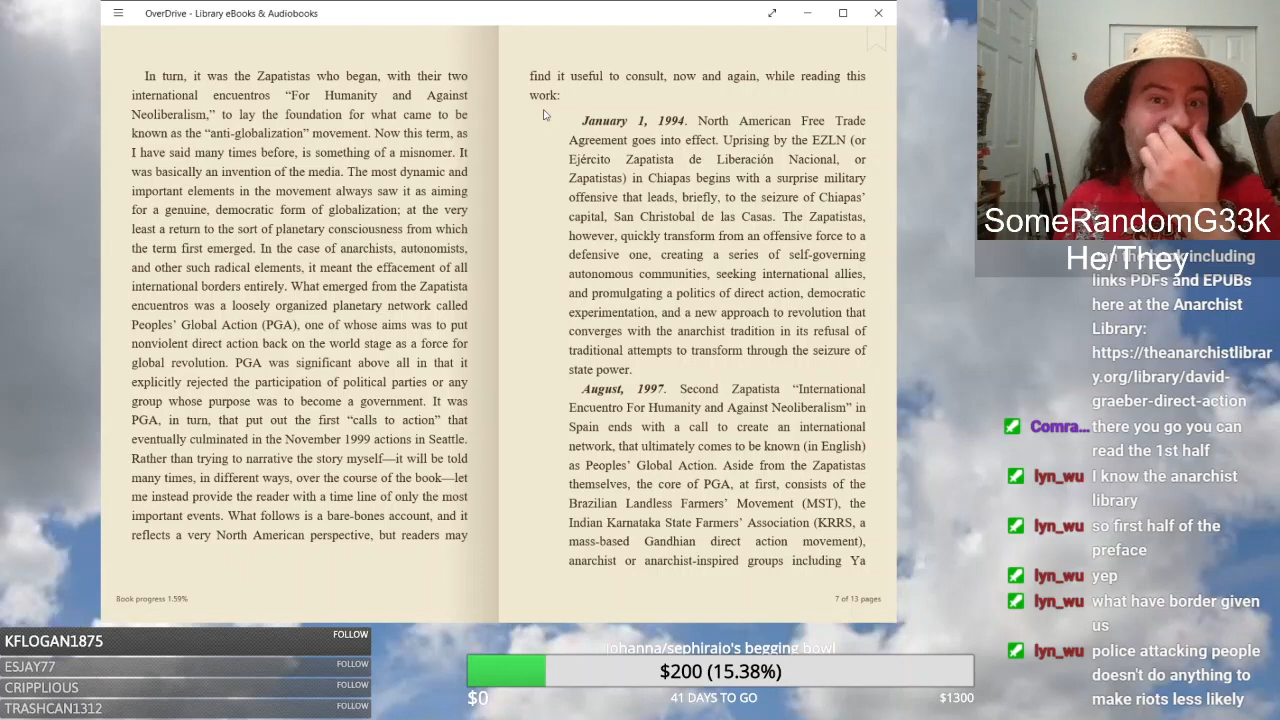 OverDrive - Library eBooks & Audiobooks
In turn, it was the Zapatistas who began, with their two
international encuentros “For Humanity and Against
Neoliberalism,” to lay the foundation for what came to be
known as the “anti-globalization” movement. Now this term, as
I have said many times before, is something of a misnomer. It
was basically an invention of the media. The most dynamic and
important elements in the movement always saw it as aiming
for a genuine, democratic form of globalization; at the very
least a return to the sort of planetary consciousness from which
the term first emerged. In the case of anarchists, autonomists,
and other such radical elements, it meant the effacement of all
international borders entirely. What emerged from the Zapatista
encuentros was a loosely organized planetary network called
Peoples’ Global Action (PGA), one of whose aims was to put
nonviolent direct action back on the world stage as a force for
global revolution. PGA was significant above all in that it
explicitly rejected the participation of political parties or any
group whose purpose was to become a government. It was
PGA, in turn, that put out the first “calls to action” that
eventually culminated in the November 1999 actions in Seattle.
Rather than trying to narrative the story myself—it will be told
many times, in different ways, over the course of the book—let
me instead provide the reader with a time line of only the most
important events. What follows is a bare-bones account, and it
reflects a very North American perspective, but readers may
Book progress 1.59%
find it useful to consult, now and again, while reading this
work:
January 1, 1994. North American Free Trade
Agreement goes into effect. Uprising by the EZLN (or
Ejército Zapatista de Liberación Nacional, or
Zapatistas) in Chiapas begins with a surprise military
offensive that leads, briefly, to the seizure of Chiapas’
capital, San Christobal de las Casas. The Zapatistas,
however, quickly transform from an offensive force to a
defensive one, creating a series of self-governing
autonomous communities, seeking international allies,
and promulgating a politics of direct action, democratic
experimentation, and a new approach to revolution that
converges with the anarchist tradition in its refusal of
traditional attempts to transform through the seizure of
state power.
August, 1997. Second Zapatista “International
Encuentro For Humanity and Against Neoliberalism” in
Spain ends with a call to create an international
network, that ultimately comes to be known (in English)
as Peoples’ Global Action. Aside from the Zapatistas
themselves, the core of PGA, at first, consists of the
Brazilian Landless Farmers’ Movement (MST), the
Indian Karnataka State Farmers’ Association (KRRS, a
mass-based Gandhian direct action movement),
anarchist or anarchist-inspired groups including Ya
7 of 13 pages
SomeRandomG33k
He/They
the book including
links PDFs and EPUBs
here at the Anarchist
Library:
https://theanarchistlibrar
y.org/library/david-
graeber-direct-action
Comra... there you go you can
read the 1st half
lyn_wu I know the anarchist
library
lyn_wu so first half of the
preface
lyn_wu yep
lyn_wu what have border given
us
lyn_wu police attacking people
doesn't do anything to
make riots less likely
KFLOGAN1875 FOLLOW
ESJAY77 FOLLOW
CRIPPLIOUS FOLLOW
TRASHCAN1312 FOLLOW
johanna/sephiraio's begging bowl
$200 (15.38%)
$0 41 DAYS TO GO $1300